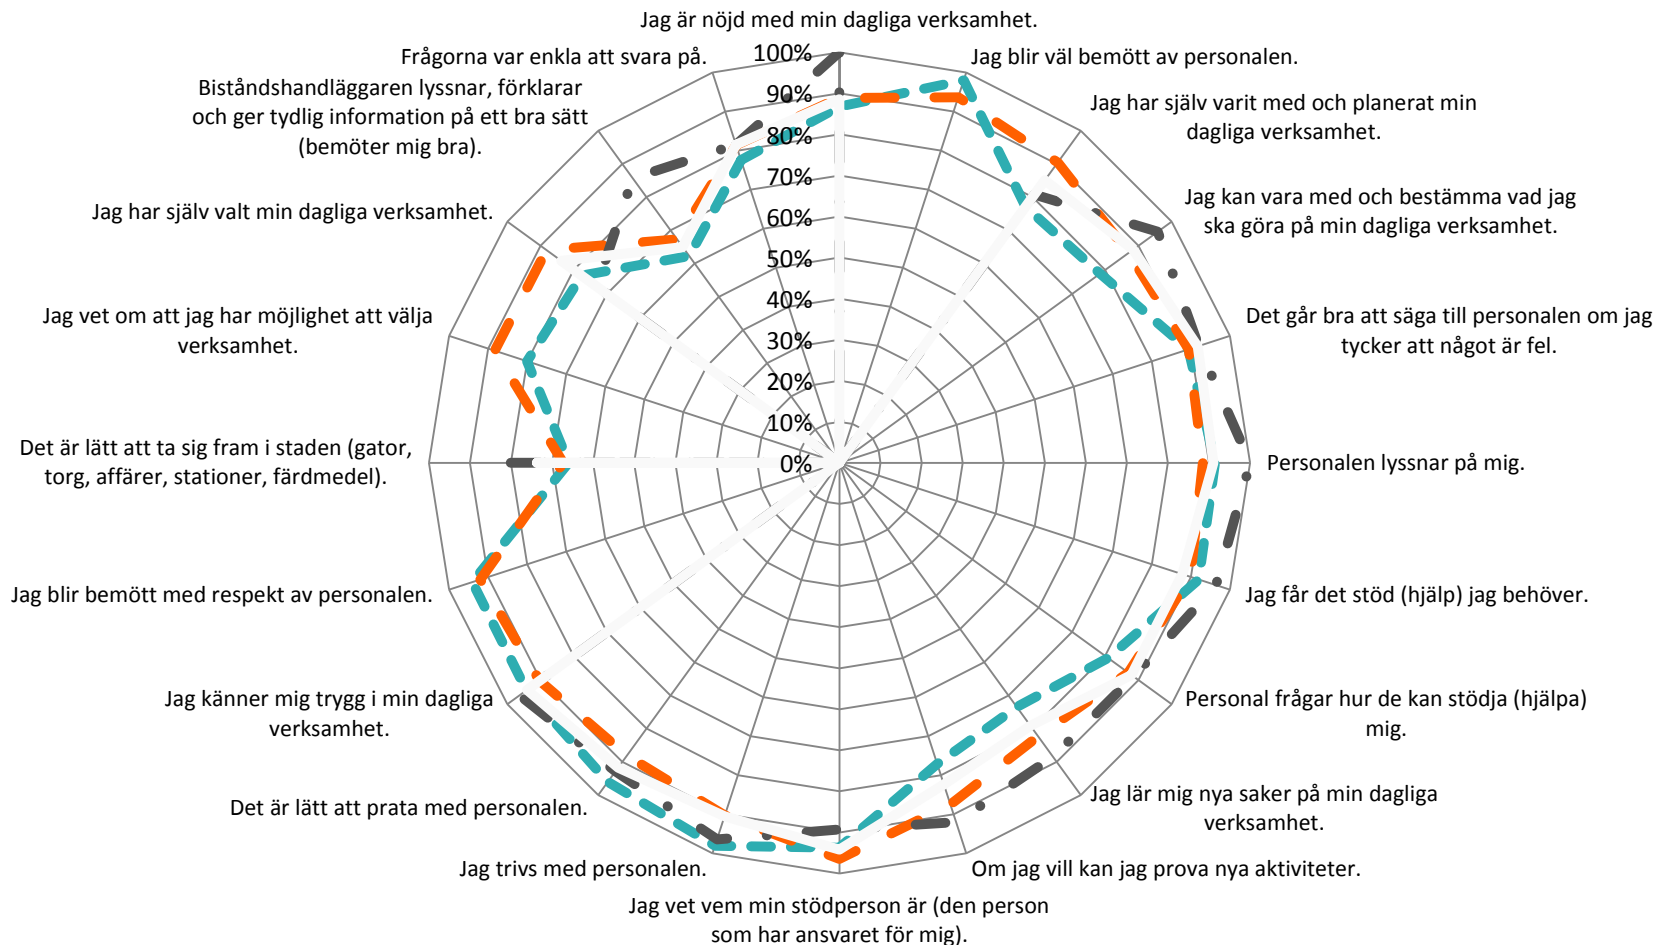 Jag är nöjd med min dagliga verksamhet.
Jag blir väl bemött av personalen.
Jag har själv varit med och planerat min
dagliga verksamhet.
Jag kan vara med och bestämma vad jag
ska göra på min dagliga verksamhet.
Det går bra att säga till personalen om jag
tycker att något är fel.
Personalen lyssnar på mig.
Jag får det stöd (hjälp) jag behöver.
Personal frågar hur de kan stödja (hjälpa)
mig.
Jag lär mig nya saker på min dagliga
verksamhet.
Om jag vill kan jag prova nya aktiviteter.
Jag vet vem min stödperson är (den person
som har ansvaret för mig).
Jag trivs med personalen.
Det är lätt att prata med personalen.
Jag känner mig trygg i min dagliga
verksamhet.
Jag blir bemött med respekt av personalen.
Det är lätt att ta sig fram i staden (gator,
torg, affärer, stationer, färdmedel).
Jag vet om att jag har möjlighet att välja
verksamhet.
Jag har själv valt min dagliga verksamhet.
Biståndshandläggaren lyssnar, förklarar
och ger tydlig information på ett bra sätt
(bemöter mig bra).
Frågorna var enkla att svara på.
100%
90%
80%
70%
60%
50%
40%
30%
20%
10%
0%